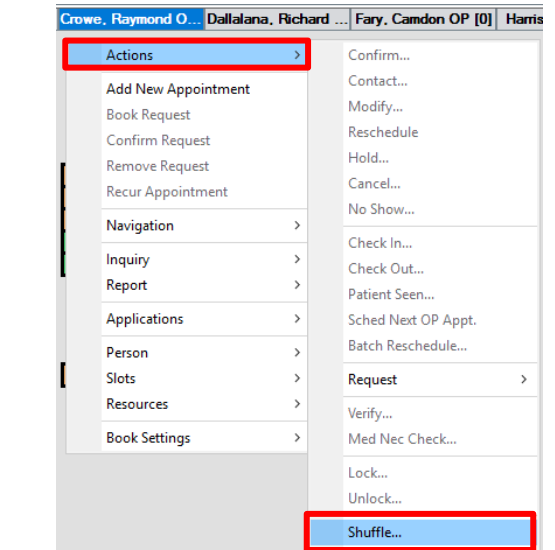 Crowe, Raymond O... Dallalana, Richard ... Fary, Camdon OP [0] Harris
Actions >
Add New Appointment
Book Request
Confirm Request
Remove Request
Recur Appointment
Navigation >
Inquiry >
Report >
Applications >
Person >
Slots >
Resources >
Book Settings >
Confirm...
Contact...
Modify...
Reschedule
Hold...
Cancel...
No Show...
Check In...
Check Out...
Patient Seen...
Sched Next OP Appt.
Batch Reschedule...
Request >
Verify...
Med Nec Check...
Lock...
Unlock...
Shuffle...